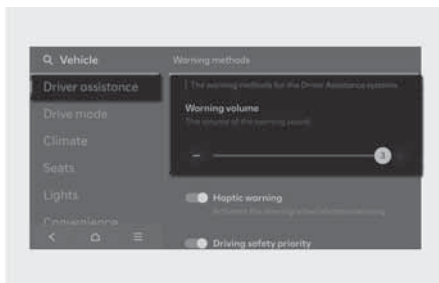 Vehicle
Driver assistance
Drive mode
Climate
Seats
Lights
Convenience
Warning methods
The warning methods for the Driver Assistance systems
Warning volume
The volume of the warning sound
3
Haptic warning
Driving safety priority